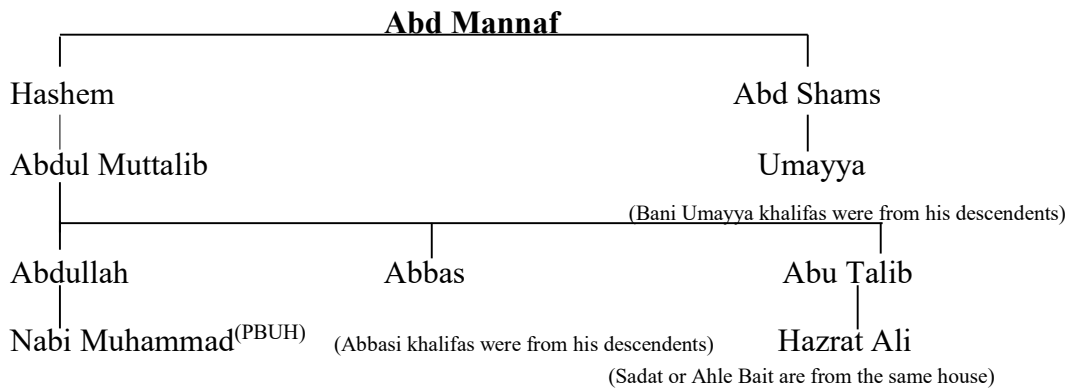 Abd Mannaf
Hashem Abd Shams
Abdul Muttalib Umayya
(Bani Umayya khalifas were from his descendents)
Abdullah Abbas Abu Talib
Nabi Muhammad(PBUH) (Abbasi khalifas were from his descendents) Hazrat Ali
(Sadat or Ahle Bait are from the same house)